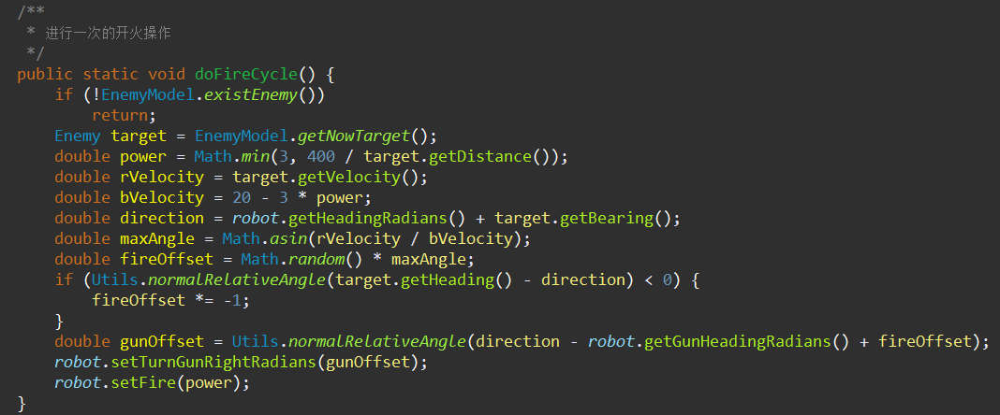 /**
 * 进行一次的开火操作
 */
public static void doFireCycle() {
    if (!EnemyModel.existEnemy())
        return;
    Enemy target = EnemyModel.getNowTarget();
    double power = Math.min(3, 400 / target.getDistance());
    double rVelocity = target.getVelocity();
    double bVelocity = 20 - 3 * power;
    double direction = robot.getHeadingRadians() + target.getBearing();
    double maxAngle = Math.asin(rVelocity / bVelocity);
    double fireOffset = Math.random() * maxAngle;
    if (Utils.normalRelativeAngle(target.getHeading() - direction) < 0) {
        fireOffset *= -1;
    }
    double gunOffset = Utils.normalRelativeAngle(direction - robot.getGunHeadingRadians() + fireOffset);
    robot.setTurnGunRightRadians(gunOffset);
    robot.setFire(power);
}